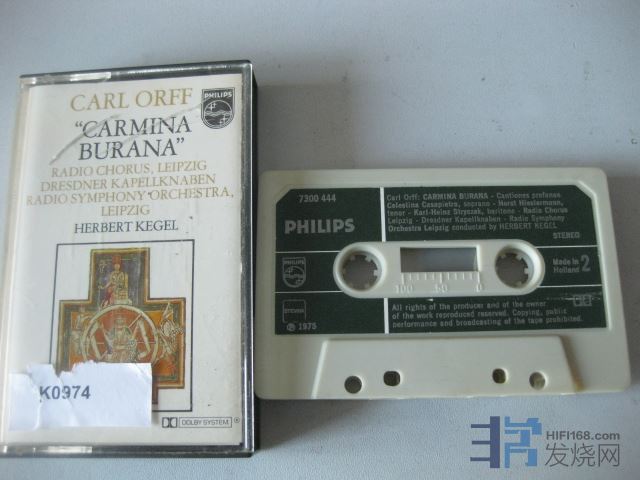 CARL ORFF
PHILIPS
"CARMINA
BURANA"
RADIO CHORUS, LEIPZIG
DRESDNER KAPELLKNABEN
RADIO SYMPHONY ORCHESTRA,
LEIPZIG
HERBERT KEGEL
K0974
DOLBY SYSTEM
7300 444
PHILIPS
STEMRA
℗ 1975
Carl Orff: CARMINA BURANA - Cantiones profanae
Celestina Casapietra, soprano - Horst Hiestermann,
tenor - Karl-Heinz Stryczek, baritone - Radio Chorus
Leipzig - Dresdner Kapellknaben - Radio Symphony
Orchestra Leipzig conducted by HERBERT KEGEL
STEREO
Made in
Holland 2
100 50 0
All rights of the producer and of the owner
of the work reproduced reserved. Copying, public
performance and broadcasting of the tape prohibited.
HIFI168.com
发烧网